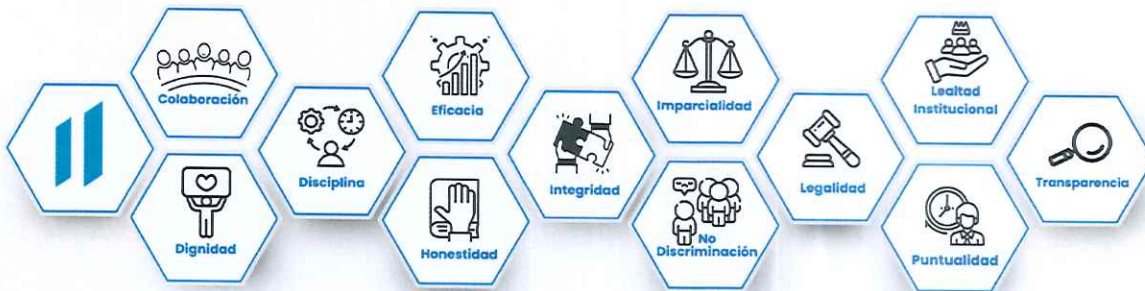 Colaboración
Dignidad
Disciplina
Eficacia
Honestidad
Integridad
Imparcialidad
No
Discriminación
Legalidad
Lealtad
Institucional
Puntualidad
Transparencia